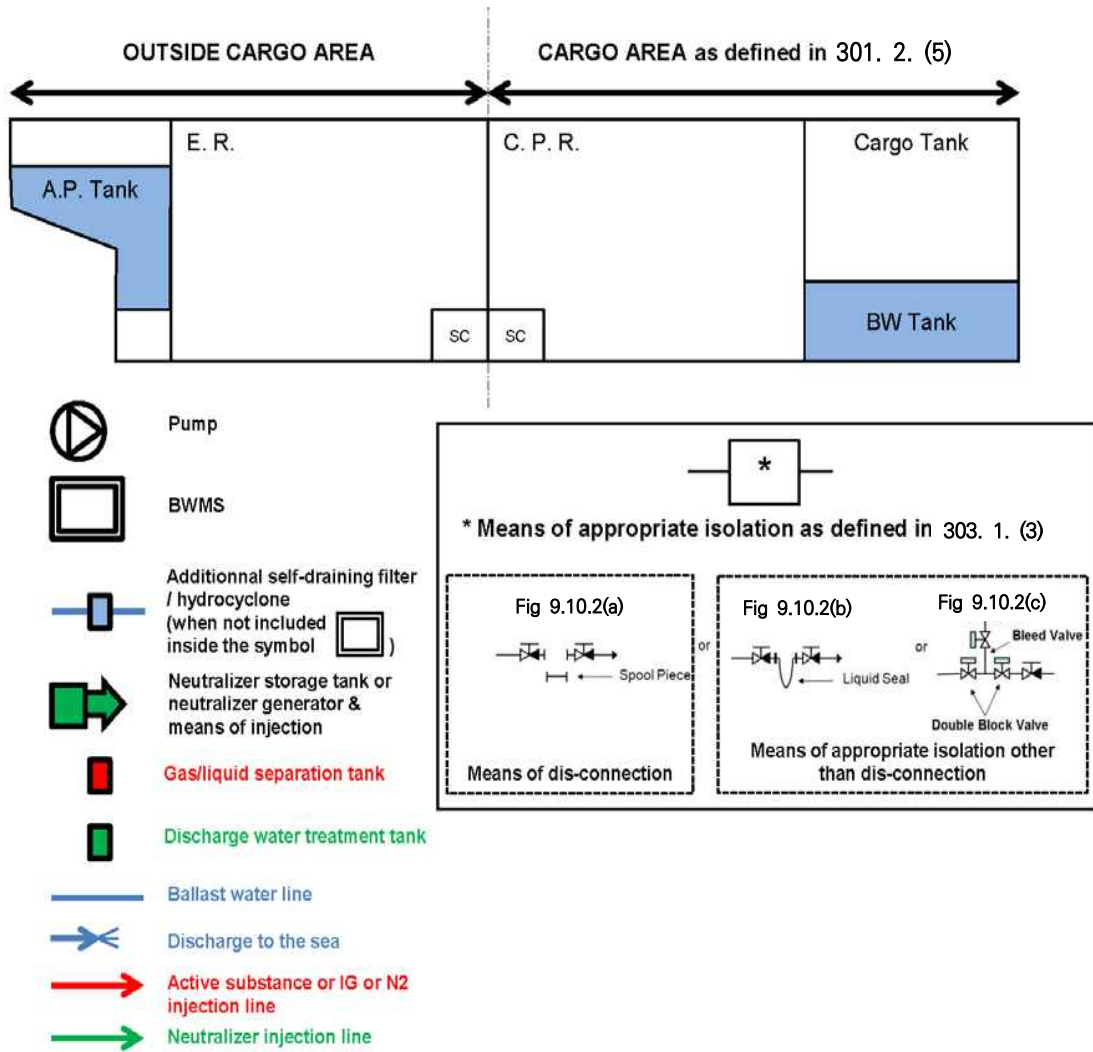 OUTSIDE CARGO AREA
CARGO AREA as defined in 301. 2. (5)
E. R.
C. P. R.
Cargo Tank
A.P. Tank
SC
SC
BW Tank
Pump
BWMS
Additionnal self-draining filter
/ hydrocyclone
(when not included
inside the symbol )
Neutralizer storage tank or
neutralizer generator &
means of injection
Gas/liquid separation tank
Discharge water treatment tank
Ballast water line
Discharge to the sea
Active substance or IG or N2
injection line
Neutralizer injection line
*
* Means of appropriate isolation as defined in 303. 1. (3)
Fig 9.10.2(a)
Spool Piece
Means of dis-connection
or
Fig 9.10.2(b)
Liquid Seal
or
Fig 9.10.2(c)
Bleed Valve
Double Block Valve
Means of appropriate isolation other
than dis-connection